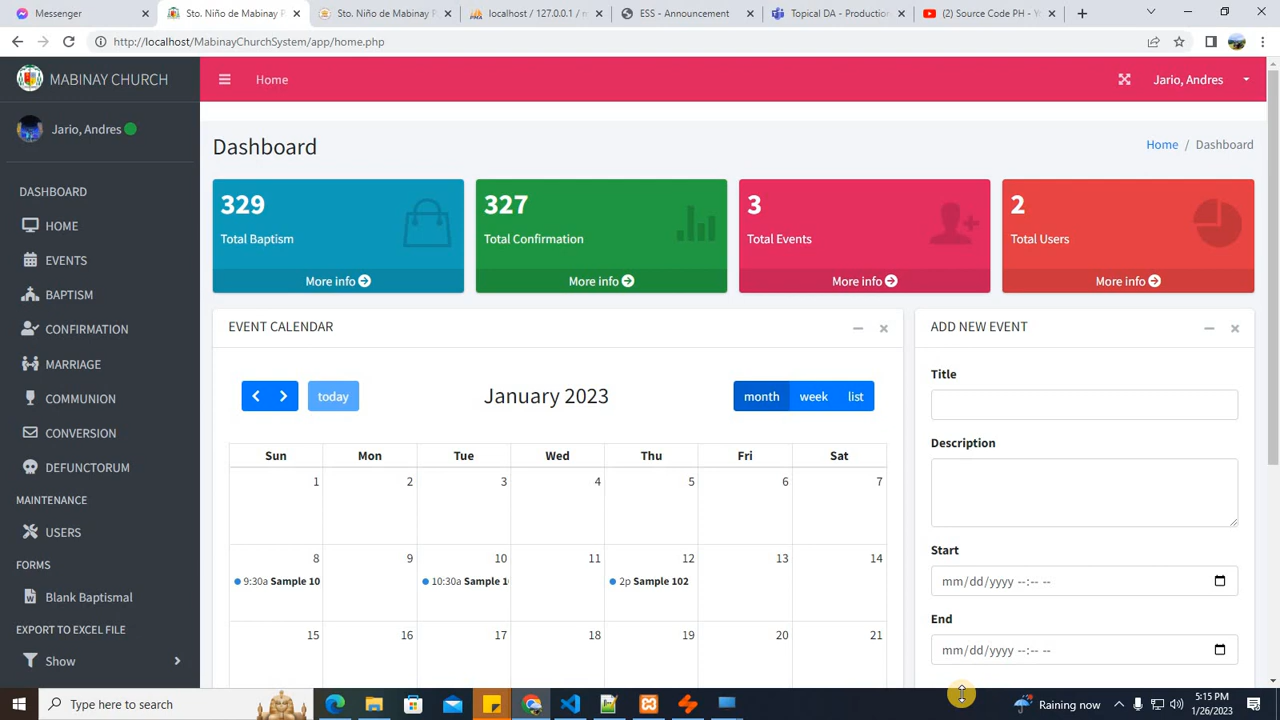 Messenger
Sto. Niño de Mabinay P
Sto. Niño de Mabinay P
localhost / 127.0.0.1 / m
ESS - Announcement
Topical DA - Production
(2) Source Code PH - Y
http://localhost/MabinayChurchSystem/app/home.php
MABINAY CHURCH
Home
Jario, Andres
Jario, Andres
Dashboard
Home / Dashboard
DASHBOARD
HOME
EVENTS
BAPTISM
CONFIRMATION
MARRIAGE
COMMUNION
CONVERSION
DEFUNCTORUM
MAINTENANCE
USERS
FORMS
Blank Baptismal
EXPORT TO EXCEL FILE
Show
329
Total Baptism
More info
327
Total Confirmation
More info
3
Total Events
More info
2
Total Users
More info
EVENT CALENDAR
today
January 2023
month week list
Sun Mon Tue Wed Thu Fri Sat
1 2 3 4 5 6 7
8 9 10 11 12 13 14
9:30a Sample 10
10:30a Sample 1
2p Sample 102
15 16 17 18 19 20 21
ADD NEW EVENT
Title
Description
Start
mm/dd/yyyy --:-- --
End
mm/dd/yyyy --:-- --
Type here to search
Raining now
5:15 PM
1/26/2023